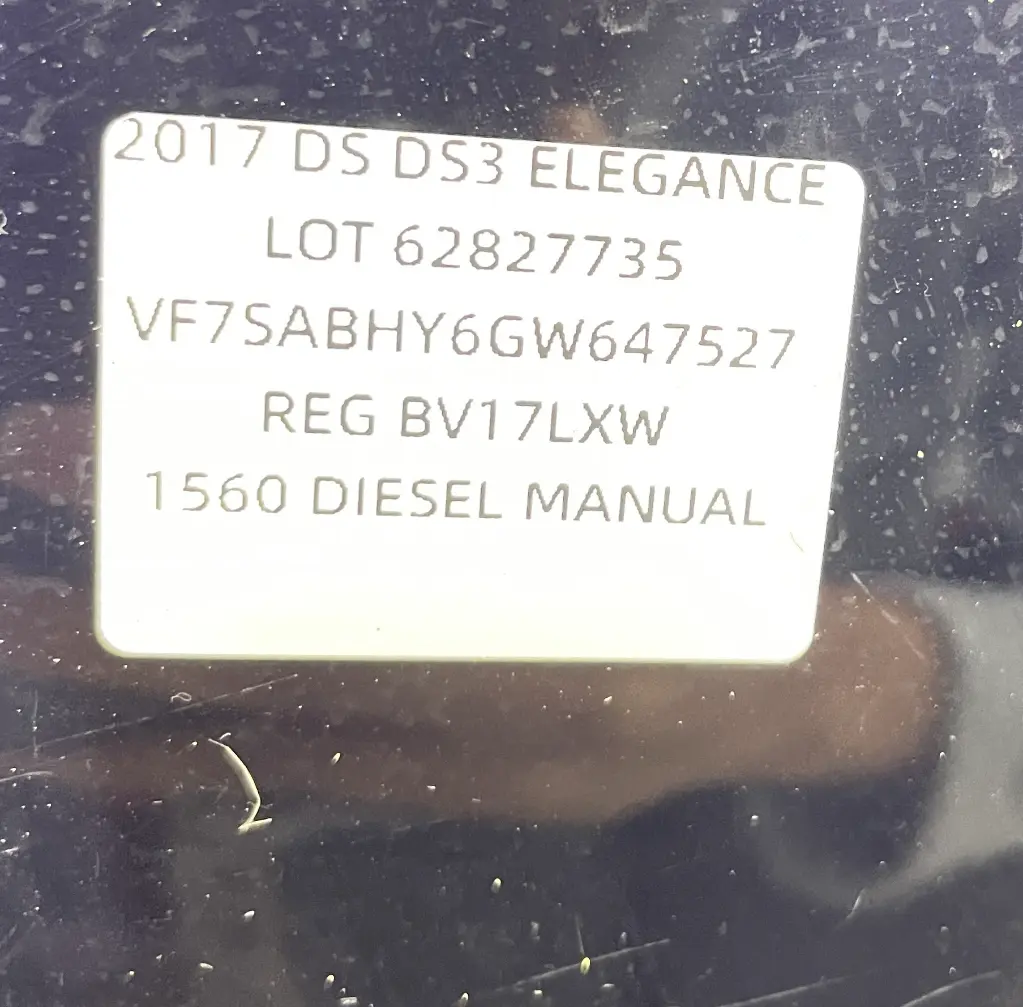 2017 DS DS3 ELEGANCE
LOT 62827735
VF7SABHY6GW647527
REG BV17LXW
1560 DIESEL MANUAL